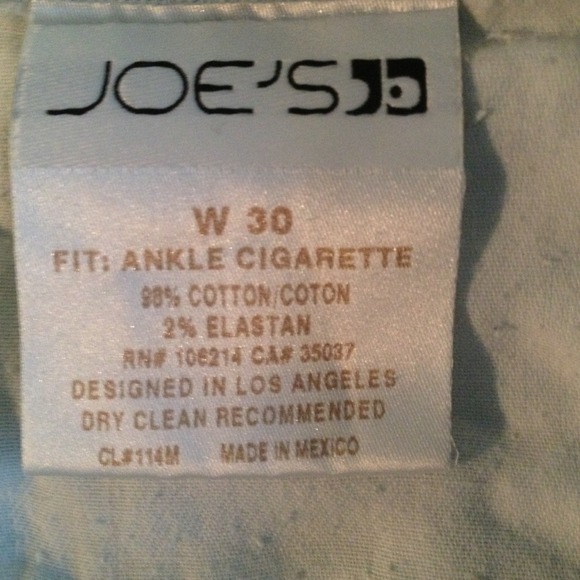 JOE'S
W 30
FIT: ANKLE CIGARETTE
98% COTTON/COTON
2% ELASTAN
RN# 106214 CA# 35037
DESIGNED IN LOS ANGELES
DRY CLEAN RECOMMENDED
CL#114M MADE IN MEXICO